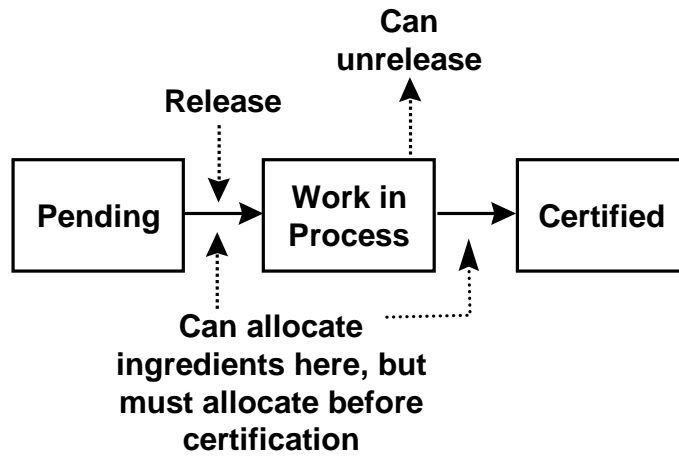 Can
unrelease
Release
Pending
Work in
Process
Certified
Can allocate
ingredients here, but
must allocate before
certification